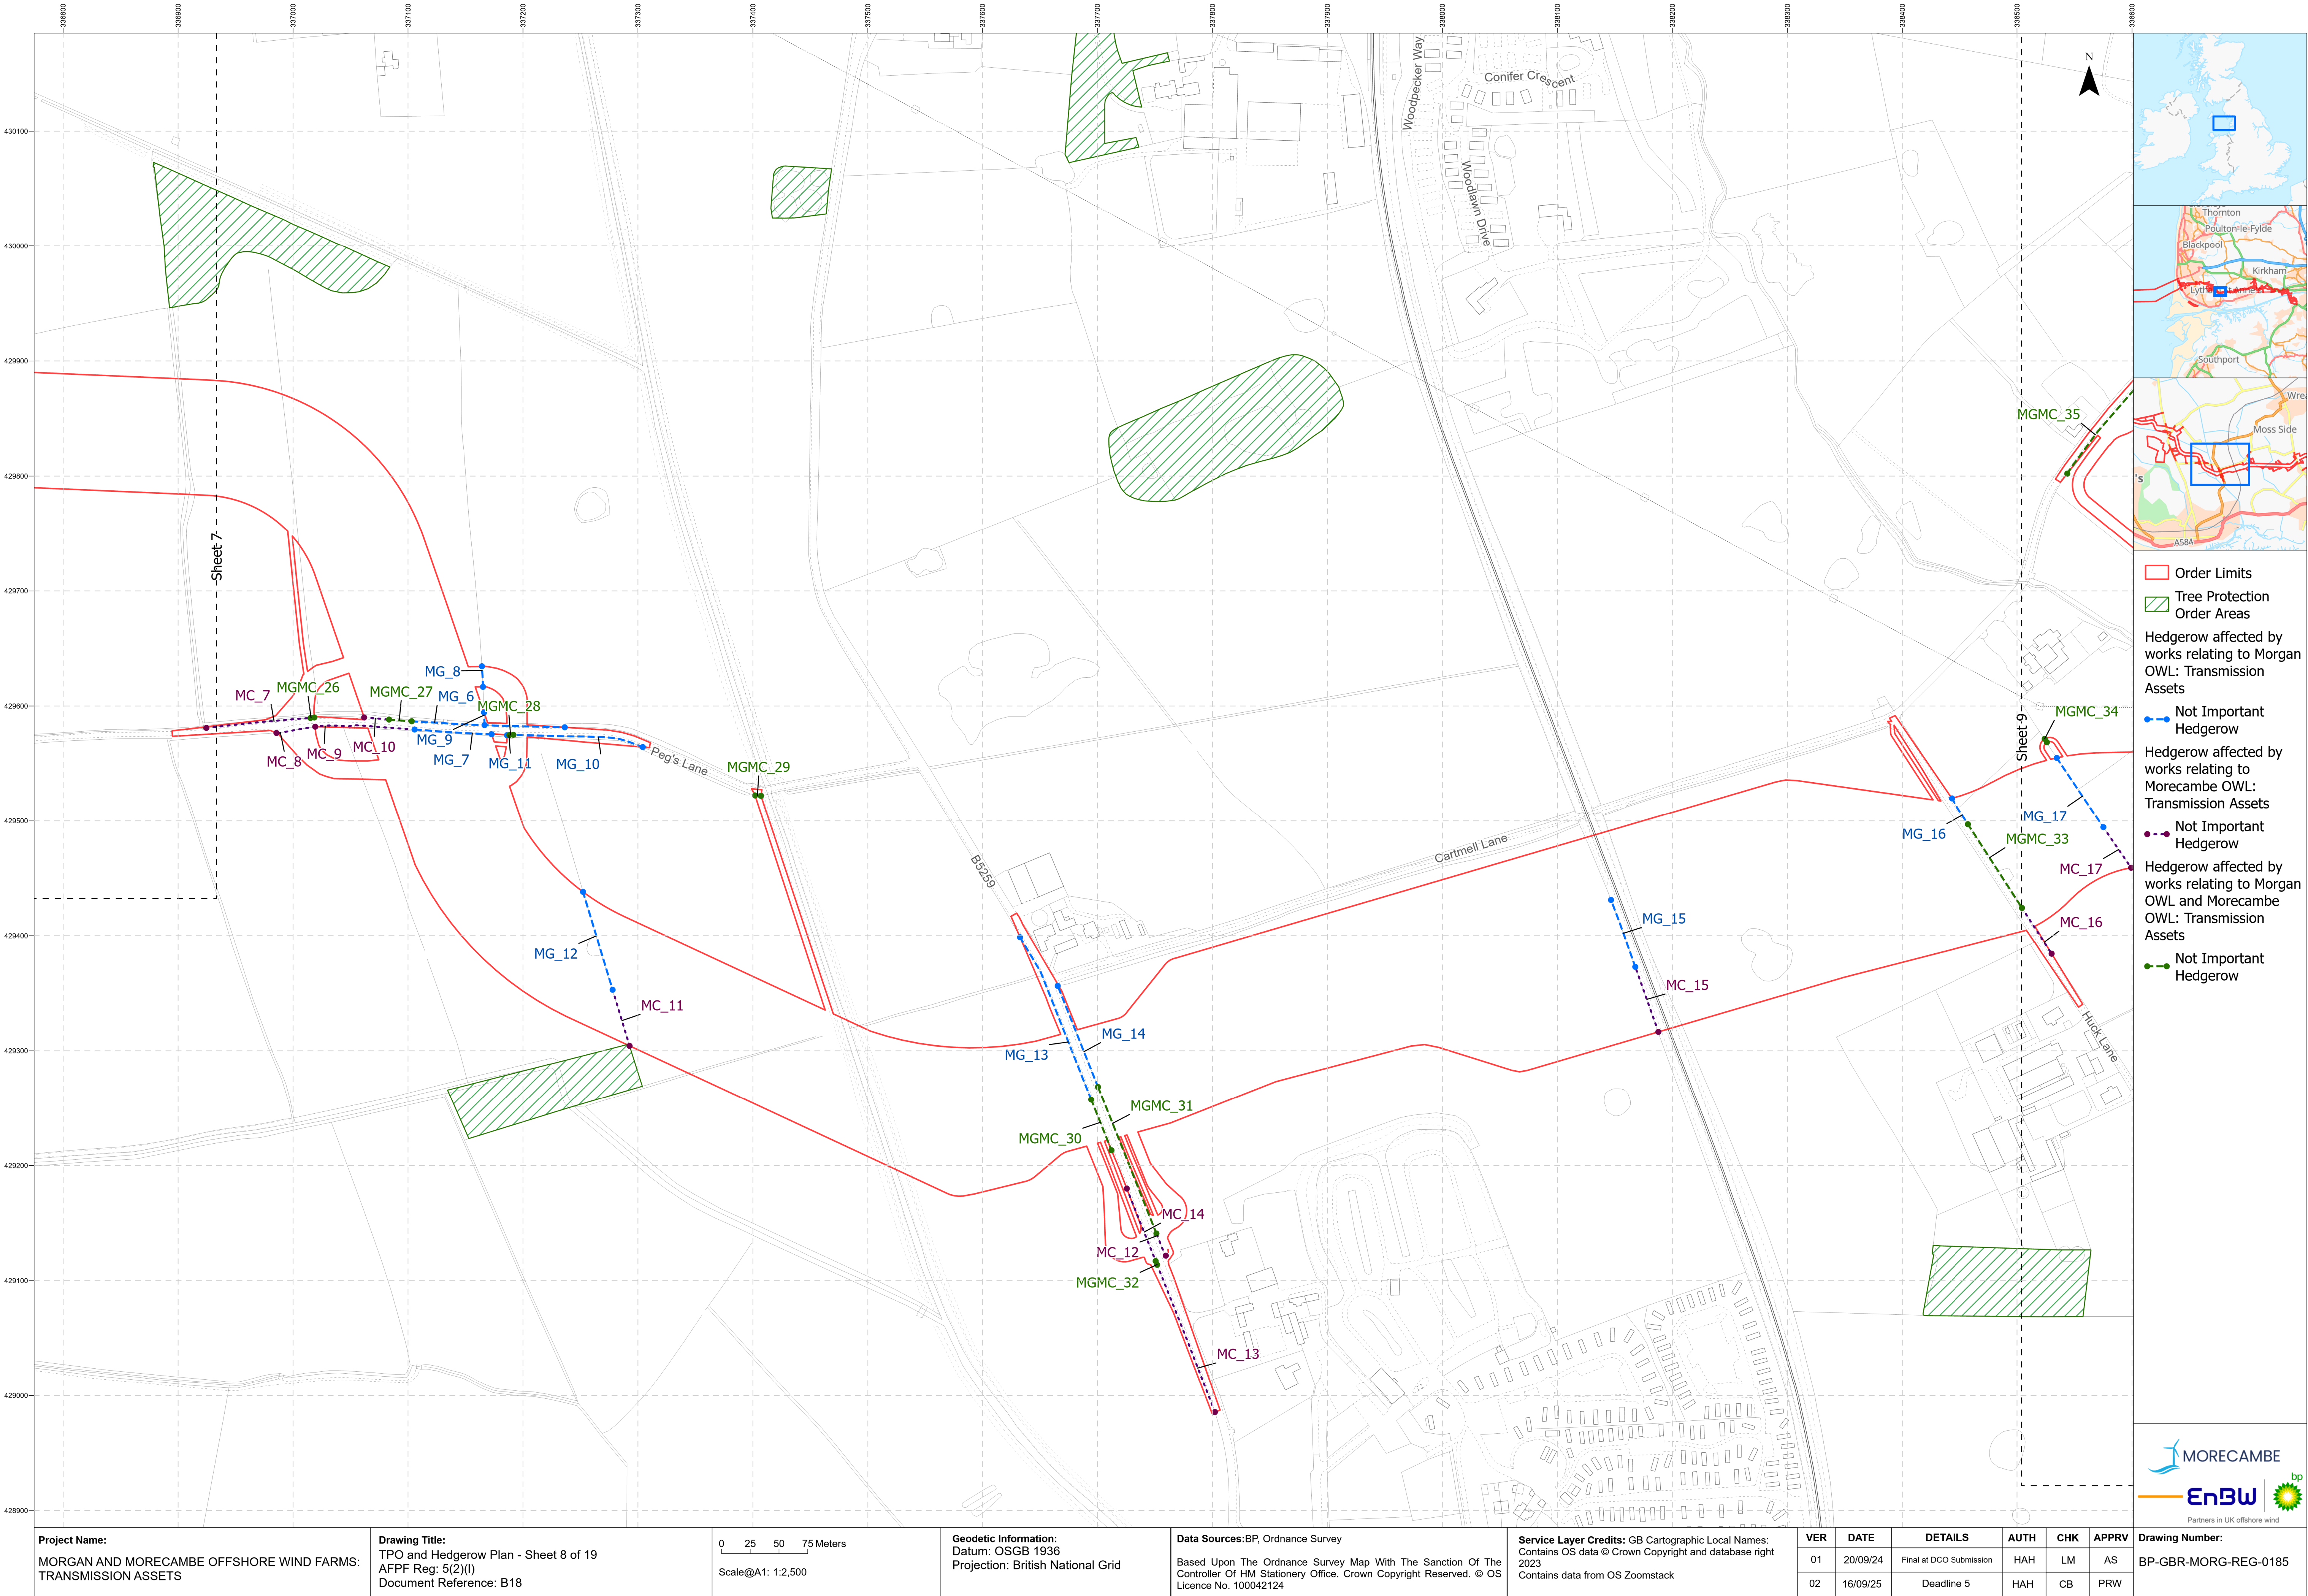 336800 336900 337000 337100 337200 337300 337400 337500 337600 337700 337800 337900 338000 338100 338200 338300 338400 338500 338600
430100
430000
429900
429800
429700
429600
429500
429400
429300
429200
429100
429000
428900
N
Woodpecker Way
Conifer Crescent
Woodlawn Drive
Sheet 7
MGMC_35
MG_8
MC_7
MGMC_26
MGMC_27
MG_6
MGMC_28
MC_8
MC_9
MC_10
MG_9
MG_7
MG_11
MG_10
Peg's Lane
MGMC_29
B5259
Cartmell Lane
Sheet 9
MGMC_34
MG_16
MG_17
MGMC_33
MC_17
MC_16
MG_15
MC_15
MG_12
MC_11
MG_14
MG_13
MGMC_31
MGMC_30
MC_14
MC_12
MGMC_32
MC_13
Huck Lane
Thornton
Poulton-le-Fylde
Blackpool
Kirkham
Southport
Moss Side
's
A584
Order Limits
Tree Protection
Order Areas
Hedgerow affected by
works relating to Morgan
OWL: Transmission
Assets
Not Important
Hedgerow
Hedgerow affected by
works relating to
Morecambe OWL:
Transmission Assets
Not Important
Hedgerow
Hedgerow affected by
works relating to Morgan
OWL and Morecambe
OWL: Transmission
Assets
Not Important
Hedgerow
MORECAMBE
bp
EnBW
Partners in UK offshore wind
Project Name:
MORGAN AND MORECAMBE OFFSHORE WIND FARMS:
TRANSMISSION ASSETS
Drawing Title:
TPO and Hedgerow Plan - Sheet 8 of 19
AFPF Reg: 5(2)(l)
Document Reference: B18
0 25 50 75 Meters
Scale@A1: 1:2,500
Geodetic Information:
Datum: OSGB 1936
Projection: British National Grid
Data Sources:BP, Ordnance Survey
Based Upon The Ordnance Survey Map With The Sanction Of The
Controller Of HM Stationery Office. Crown Copyright Reserved. © OS
Licence No. 100042124
Service Layer Credits: GB Cartographic Local Names:
Contains OS data © Crown Copyright and database right
2023
Contains data from OS Zoomstack
VER DATE DETAILS AUTH CHK APPRV
01 20/09/24 Final at DCO Submission HAH LM AS
02 16/09/25 Deadline 5 HAH CB PRW
Drawing Number:
BP-GBR-MORG-REG-0185